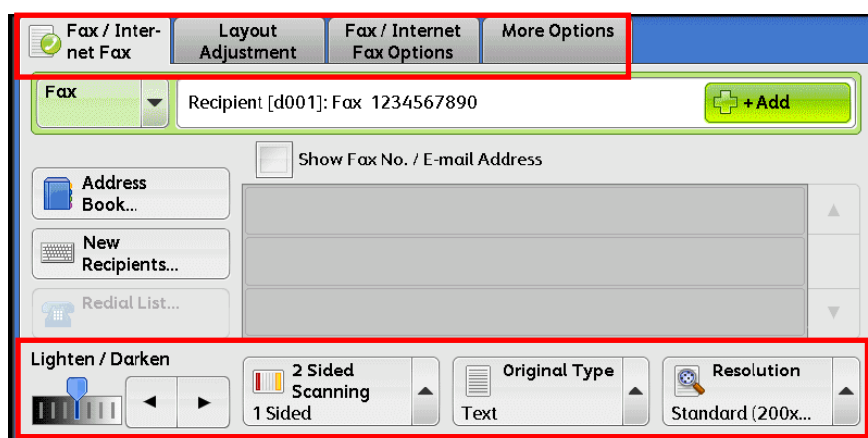 Fax / Inter-
net Fax
Layout
Adjustment
Fax / Internet
Fax Options
More Options
Fax
Recipient [d001]: Fax 1234567890
+Add
Show Fax No. / E-mail Address
Address
Book...
New
Recipients...
Redial List...
Lighten / Darken
2 Sided
Scanning
1 Sided
Original Type
Text
Resolution
Standard (200x...